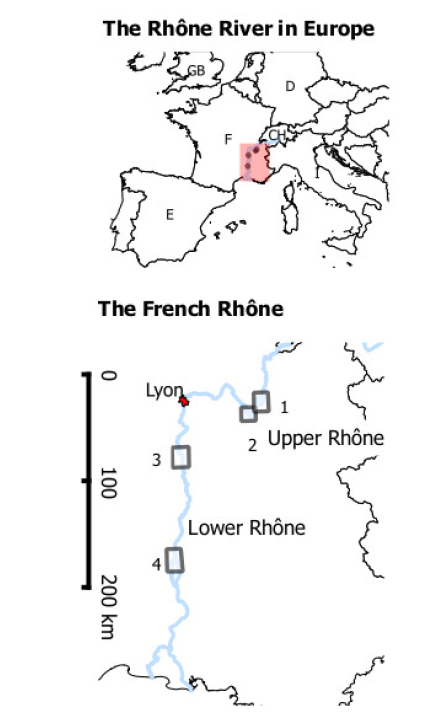 The Rhône River in Europe
GB
D
CH
F
E
The French Rhône
0
Lyon
1
2
Upper Rhône
3
100
Lower Rhône
4
200 km